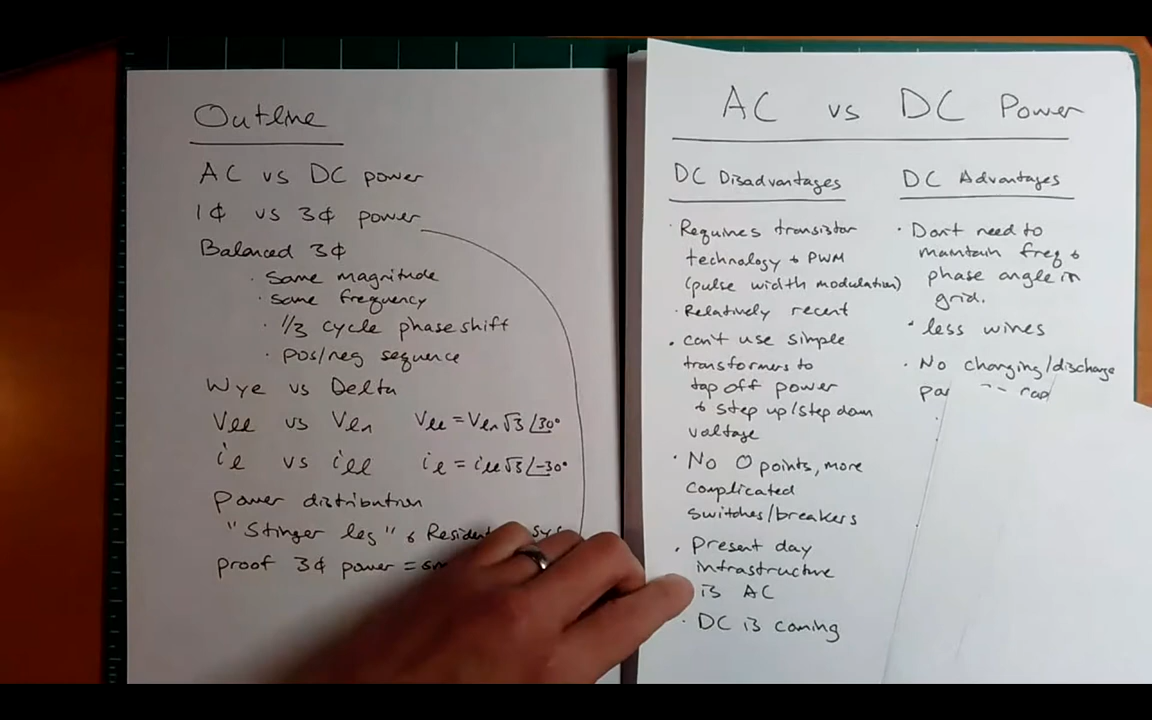 Outline
AC vs DC power
1¢ vs 3¢ power
Balanced 3¢
· Same magnitude
· Same frequency
· 1/3 cycle phase shift
· pos/neg sequence
Wye vs Delta
Vll vs Vln Vll = Vln√3∠30°
il vs ill il = ill√3∠-30°
Power distribution
"Stinger leg" &
proof 3¢ power =
AC vs DC Power
DC Disadvantages
· Requires transistor
technology & PWM
(pulse width modulation)
· Relatively recent
· can't use simple
transformers to
tap off power
& step up/step down
voltage
· No 0 points, more
complicated
switches/breakers
· Present day
infrastructure
is AC
· DC is coming
DC Advantages
· Don't need to
maintain freq &
phase angle in
grid.
· less wires
· No charging/discharge